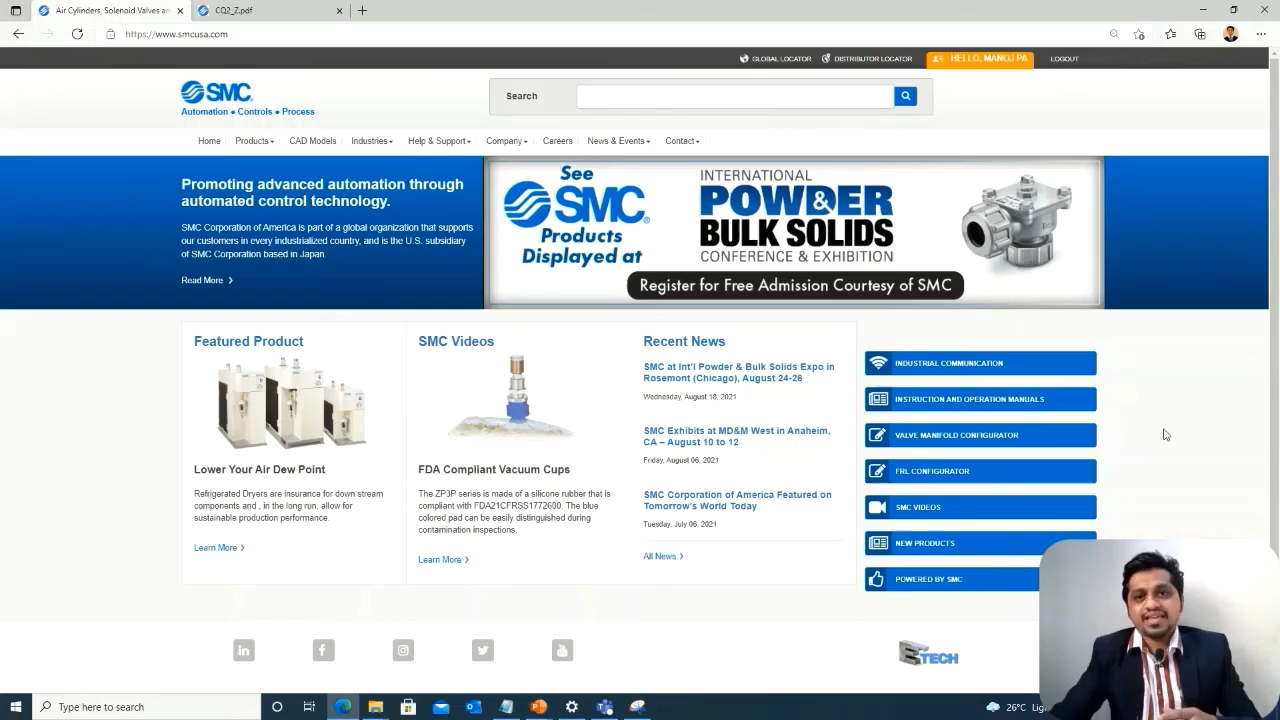 Air Cylinders, Solenoid Valves an
CQ2_2.pdf
https://www.smcusa.com
GLOBAL LOCATOR
DISTRIBUTOR LOCATOR
HELLO, MANOJ PA
LOGOUT
SMC
Automation • Controls • Process
Search
Home
Products
CAD Models
Industries
Help & Support
Company
Careers
News & Events
Contact
Promoting advanced automation through
automated control technology.
SMC Corporation of America is part of a global organization that supports
our customers in every industrialized country, and is the U.S. subsidiary
of SMC Corporation based in Japan.
Read More
See
SMC
Products
Displayed at
INTERNATIONAL
POWDER &
BULK SOLIDS
CONFERENCE & EXHIBITION
Register for Free Admission Courtesy of SMC
Featured Product
Lower Your Air Dew Point
Refrigerated Dryers are insurance for down stream
components and , in the long run, allow for
sustainable production performance.
Learn More
SMC Videos
FDA Compliant Vacuum Cups
The ZP3P series is made of a silicone rubber that is
compliant with FDA21CFRSS1772600. The blue
colored pad can be easily distinguished during
contamination inspections.
Learn More
Recent News
SMC at Int'l Powder & Bulk Solids Expo in
Rosemont (Chicago), August 24-26
Wednesday, August 18, 2021
SMC Exhibits at MD&M West in Anaheim,
CA – August 10 to 12
Friday, August 06, 2021
SMC Corporation of America Featured on
Tomorrow's World Today
Tuesday, July 06, 2021
All News
INDUSTRIAL COMMUNICATION
INSTRUCTION AND OPERATION MANUALS
VALVE MANIFOLD CONFIGURATOR
FRL CONFIGURATOR
SMC VIDEOS
NEW PRODUCTS
POWERED BY SMC
ETECH
Type here to search
26°C